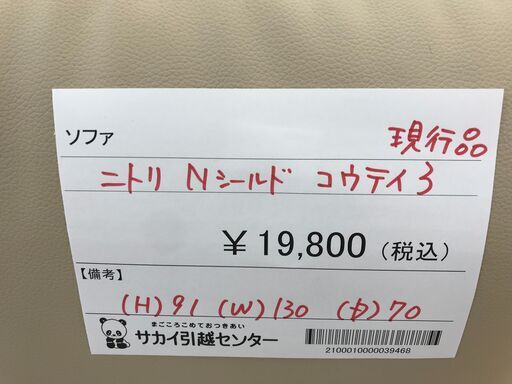 ソファ 現行品
ニトリ Nシールド コウテイ3
￥19,800（税込）
【備考】
(H)91 (W)130 (D)70
まごころこめておつきあい
サカイ引越センター
2100010000039468